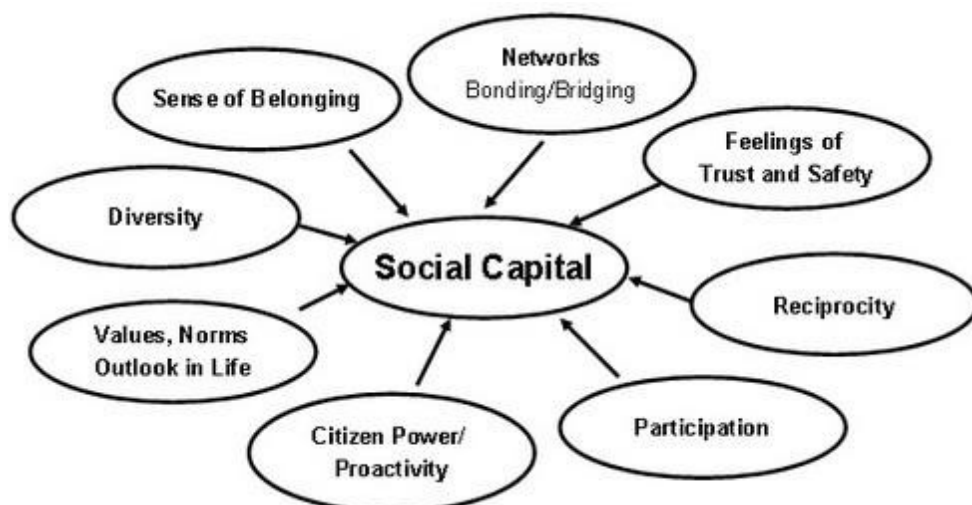 Networks
Bonding/Bridging
Sense of Belonging
Feelings of
Trust and Safety
Diversity
Social Capital
Reciprocity
Values, Norms
Outlook in Life
Participation
Citizen Power/
Proactivity